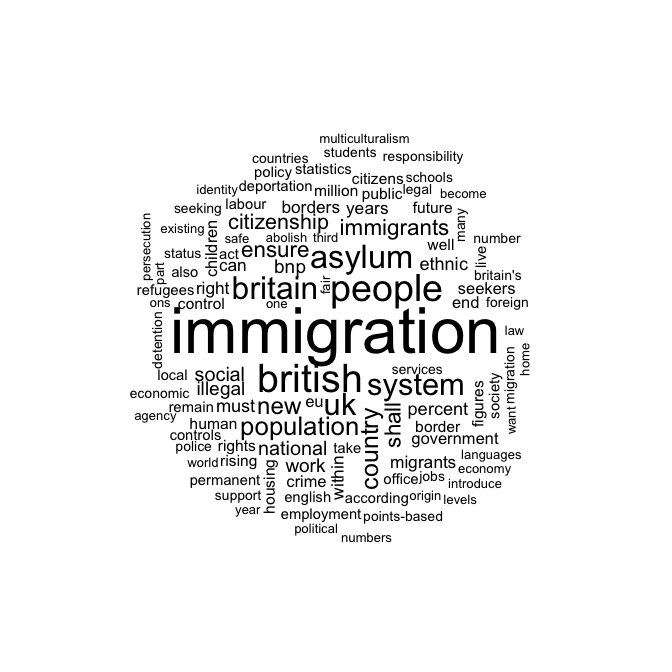 multiculturalism
students
countries
responsibility
policy
statistics
citizens
schools
identity
deportation
million
public
legal
become
seeking
labour
borders
years
future
many
existing
citizenship
immigrants
persecution
children
safe
abolish
third
number
status
act
ensure
asylum
well
live
part
also
can
bnp
ethnic
britain's
refugees
right
britain
fair
people
seekers
ons
control
one
end
foreign
immigration
law
detention
home
local
social
british
services
system
migration
economic
illegal
figures
society
want
agency
remain
must
new
eu
uk
country
shall
percent
human
population
border
controls
government
police
rights
national
take
languages
world
rising
work
within
migrants
economy
permanent
housing
crime
office
jobs
introduce
support
english
according
origin
levels
year
employment
points-based
political
numbers